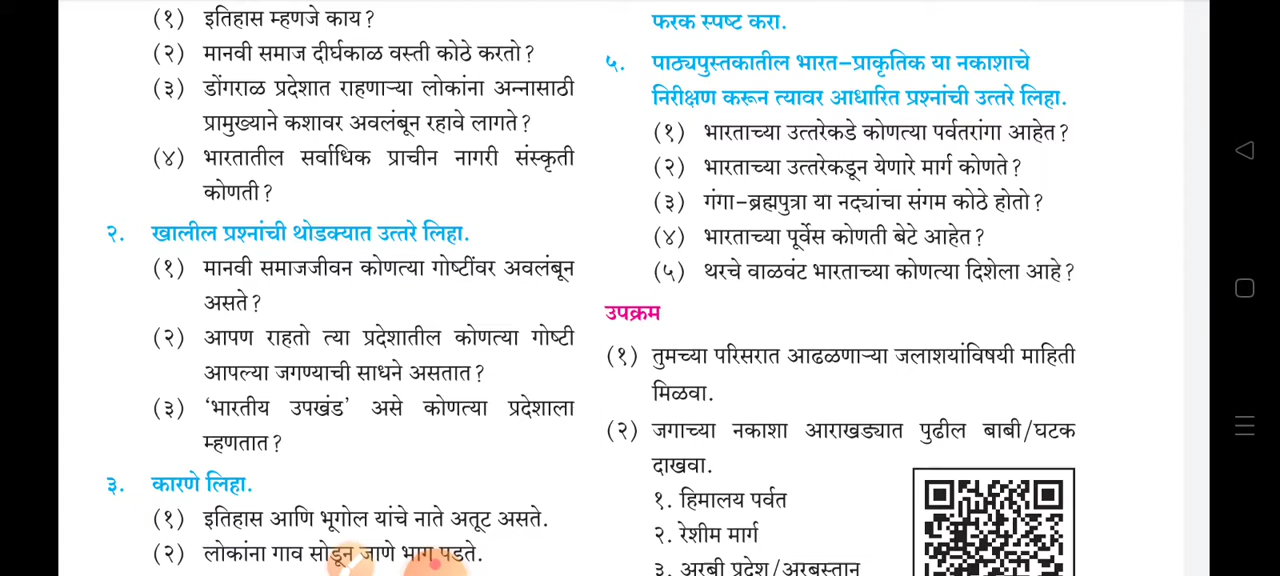 (१) इतिहास म्हणजे काय?
(२) मानवी समाज दीर्घकाळ वस्ती कोठे करतो?
(३) डोंगराळ प्रदेशात राहणाऱ्या लोकांना अन्नासाठी
प्रामुख्याने कशावर अवलंबून रहावे लागते?
(४) भारतातील सर्वाधिक प्राचीन नागरी संस्कृती
कोणती?
२. खालील प्रश्नांची थोडक्यात उत्तरे लिहा.
(१) मानवी समाजजीवन कोणत्या गोष्टींवर अवलंबून
असते?
(२) आपण राहतो त्या प्रदेशातील कोणत्या गोष्टी
आपल्या जगण्याची साधने असतात?
(३) ‘भारतीय उपखंड’ असे कोणत्या प्रदेशाला
म्हणतात?
३. कारणे लिहा.
(१) इतिहास आणि भूगोल यांचे नाते अतूट असते.
(२) लोकांना गाव सोडून जाणे भाग पडते.
फरक स्पष्ट करा.
५. पाठ्यपुस्तकातील भारत-प्राकृतिक या नकाशाचे
निरीक्षण करून त्यावर आधारित प्रश्नांची उत्तरे लिहा.
(१) भारताच्या उत्तरेकडे कोणत्या पर्वतरांगा आहेत?
(२) भारताच्या उत्तरेकडून येणारे मार्ग कोणते?
(३) गंगा-ब्रह्मपुत्रा या नद्यांचा संगम कोठे होतो?
(४) भारताच्या पूर्वेस कोणती बेटे आहेत?
(५) थरचे वाळवंट भारताच्या कोणत्या दिशेला आहे?
उपक्रम
(१) तुमच्या परिसरात आढळणाऱ्या जलाशयांविषयी माहिती
मिळवा.
(२) जगाच्या नकाशा आराखड्यात पुढील बाबी/घटक
दाखवा.
१. हिमालय पर्वत
२. रेशीम मार्ग
३. अरबी प्रदेश/अरबस्तान